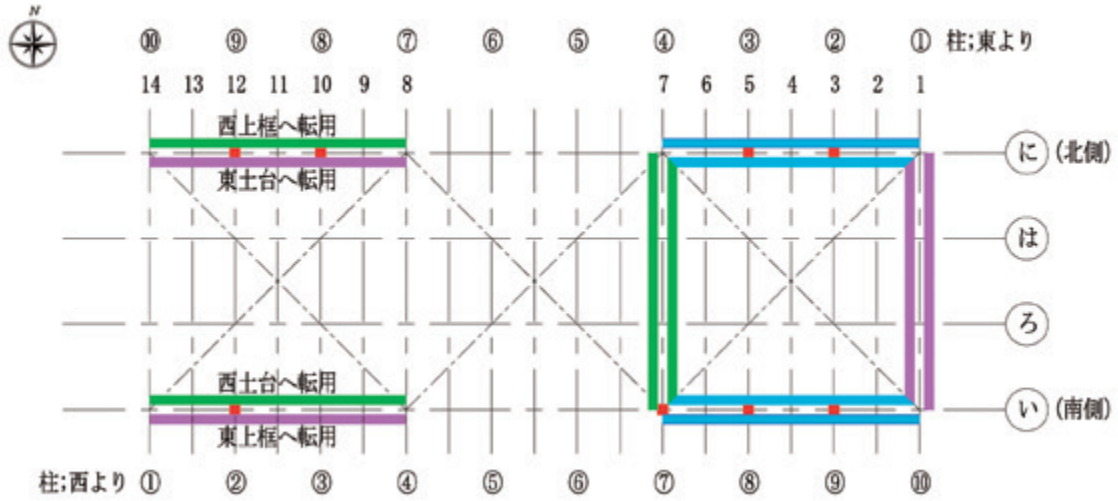 N
⑩ ⑨ ⑧ ⑦ ⑥ ⑤ ④ ③ ② ① 柱;東より
14 13 12 11 10 9 8 7 6 5 4 3 2 1
西上框へ転用
に (北側)
東土台へ転用
は
ろ
西土台へ転用
い (南側)
東上框へ転用
柱;西より ① ② ③ ④ ⑤ ⑥ ⑦ ⑧ ⑨ ⑩